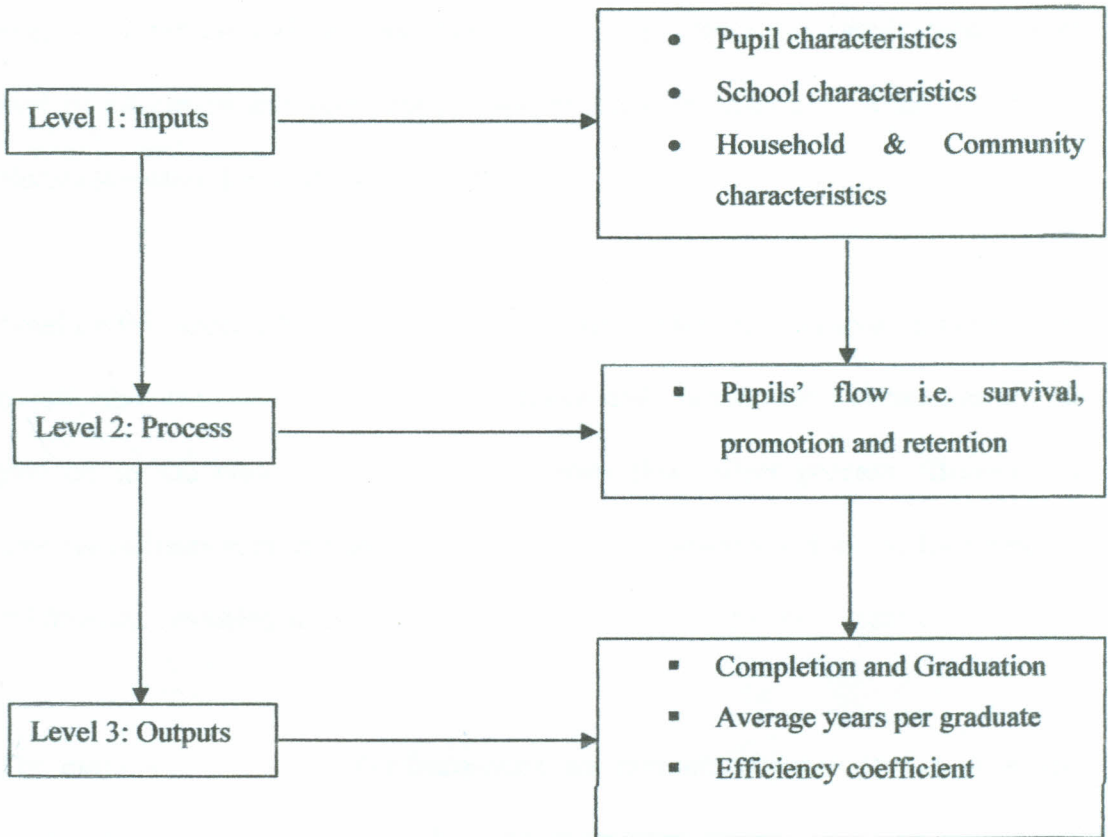 Level 1: Inputs
● Pupil characteristics
● School characteristics
● Household & Community
characteristics
Level 2: Process
▪ Pupils’ flow i.e. survival,
promotion and retention
Level 3: Outputs
▪ Completion and Graduation
▪ Average years per graduate
▪ Efficiency coefficient